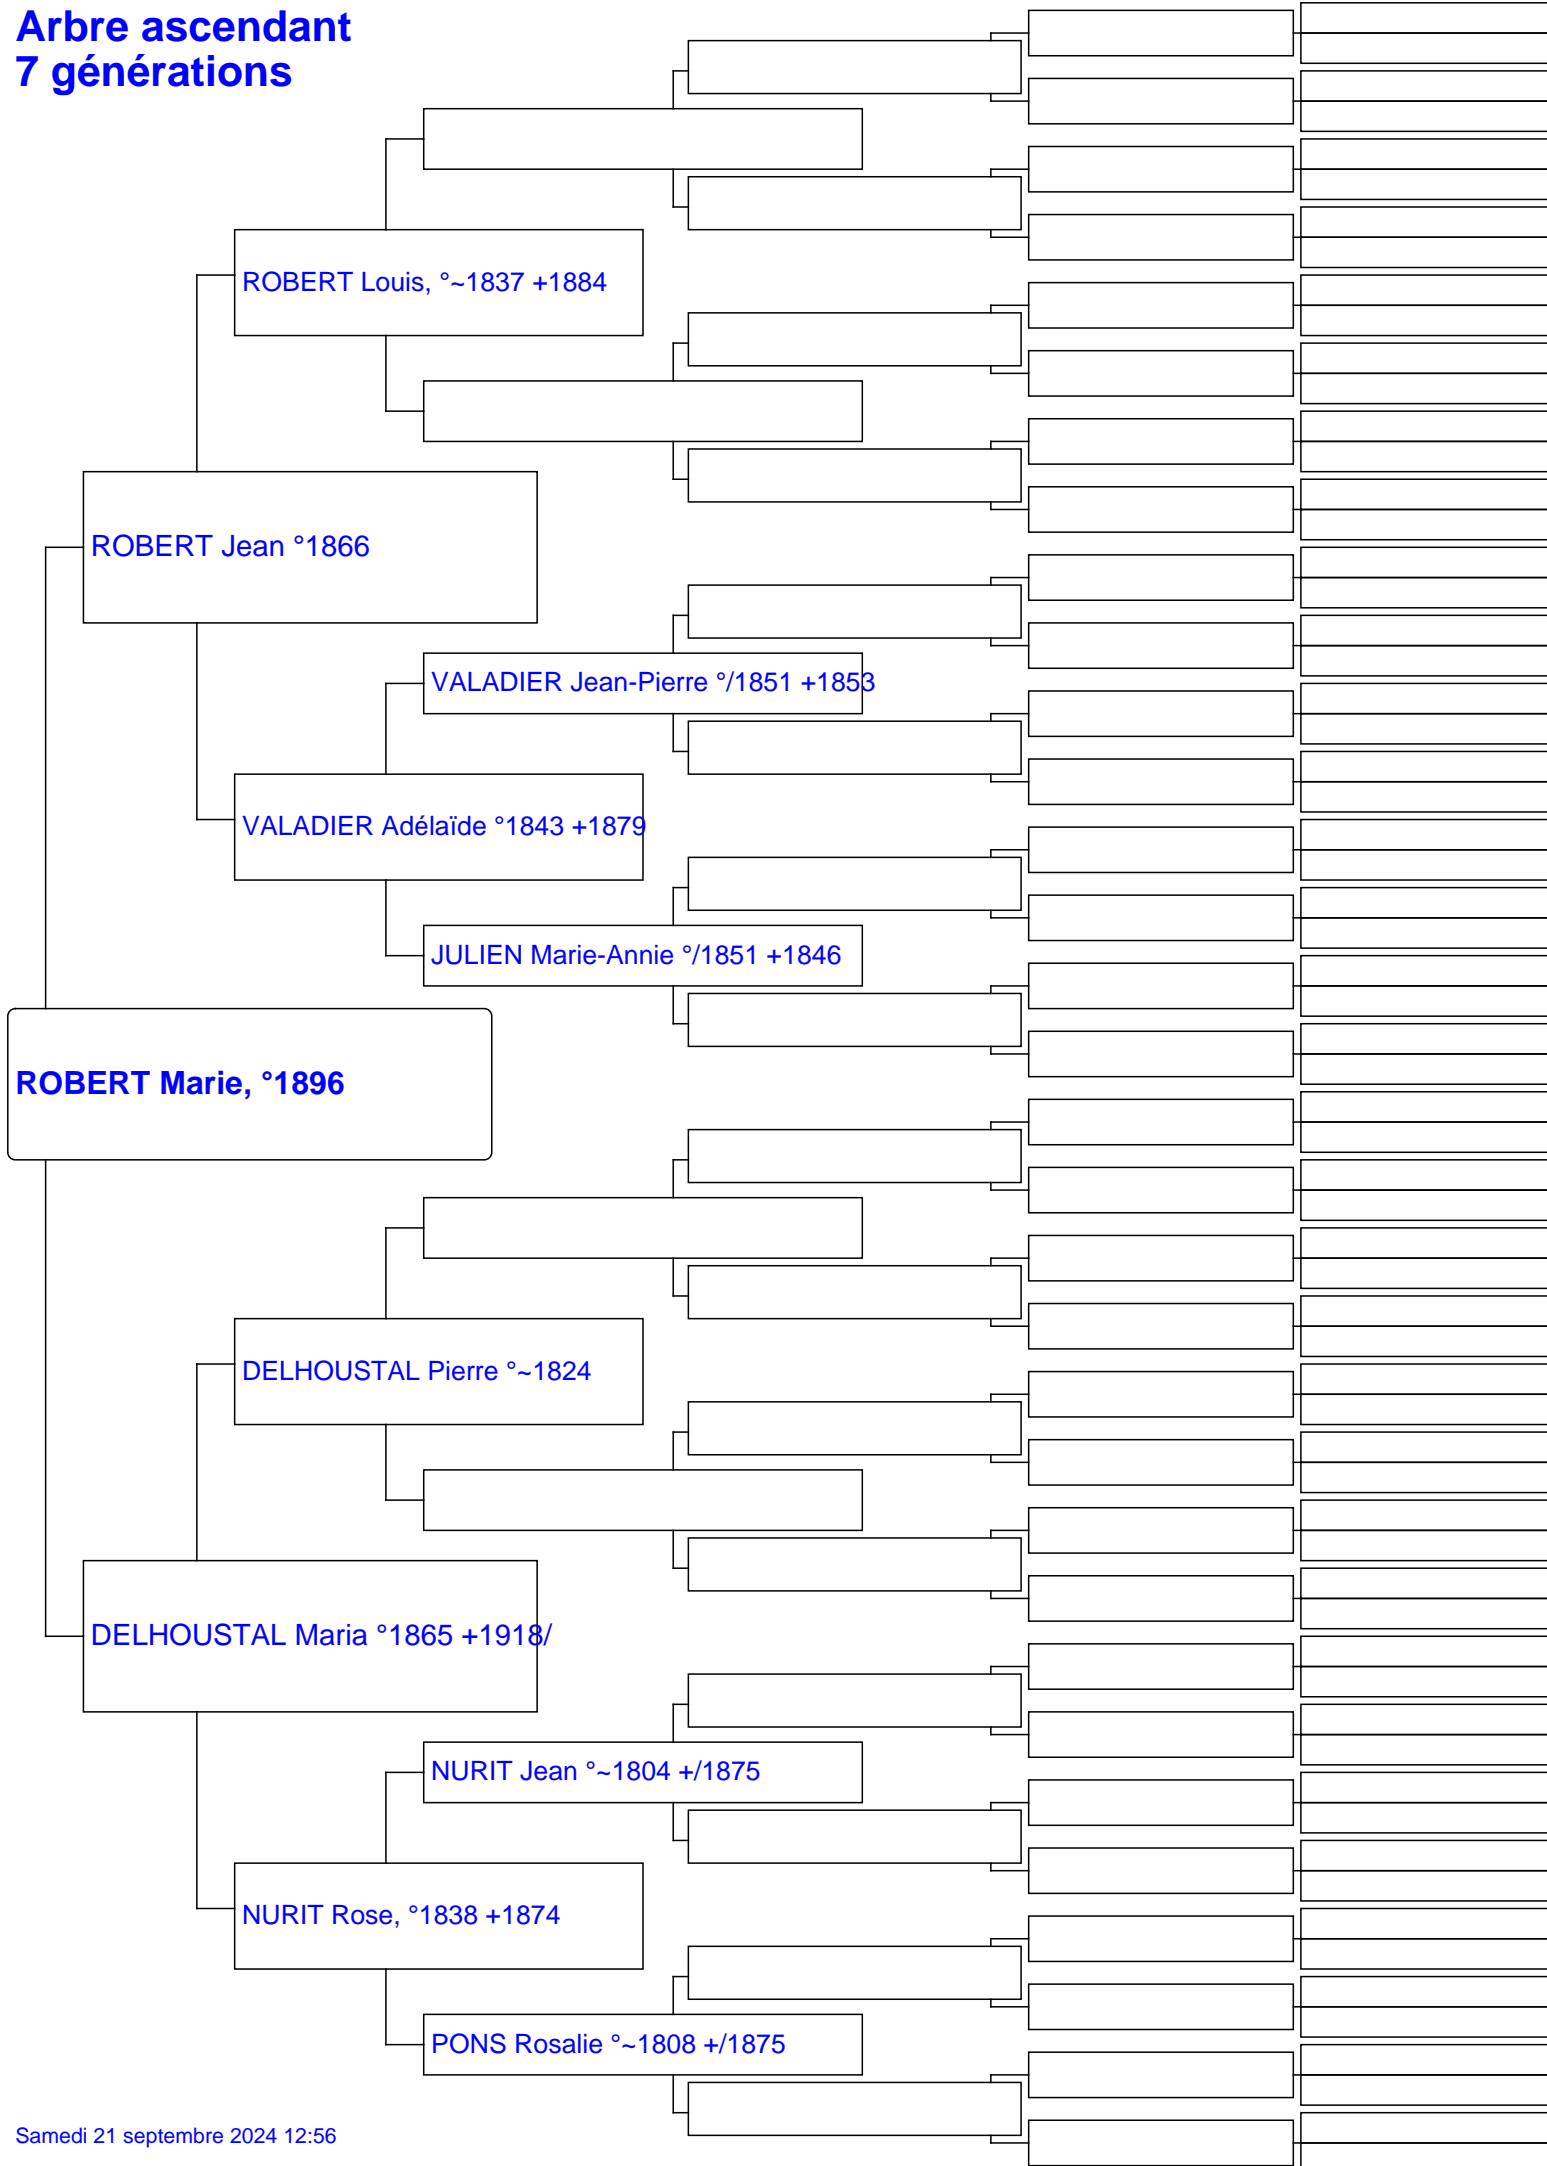 Arbre ascendant
7 générations
ROBERT Louis, °~1837 +1884
ROBERT Jean °1866
VALADIER Jean-Pierre °/1851 +1853
VALADIER Adélaïde °1843 +1879
JULIEN Marie-Annie °/1851 +1846
ROBERT Marie, °1896
DELHOUSTAL Pierre °~1824
DELHOUSTAL Maria °1865 +1918/
NURIT Jean °~1804 +/1875
NURIT Rose, °1838 +1874
PONS Rosalie °~1808 +/1875
Samedi 21 septembre 2024 12:56